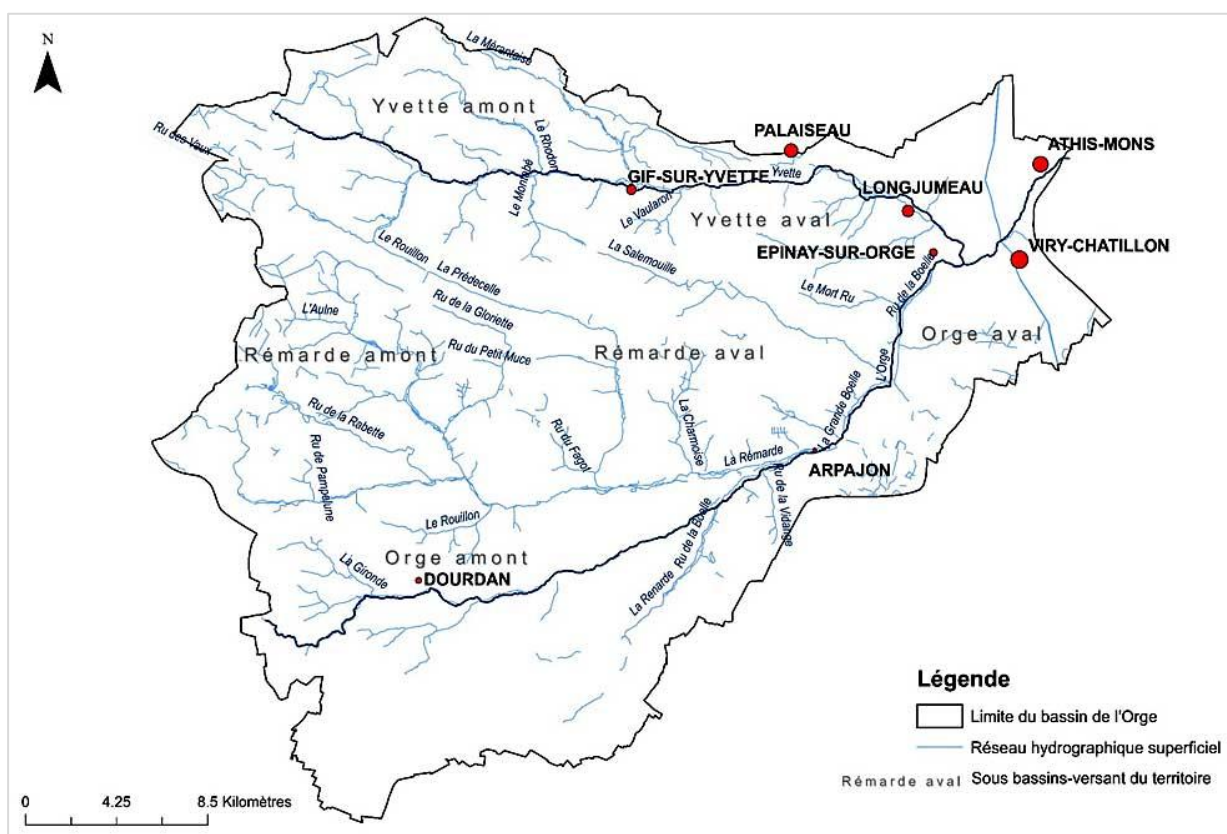 N
La Mérantaise
Yvette amont
Ru des Vaux
Le Rhodon
PALAISEAU
ATHIS-MONS
Le Montabé
GIF-SUR-YVETTE
Yvette
LONGJUMEAU
Le Vaularon
Yvette aval
La Salemouille
EPINAY-SUR-ORGE
VIRY-CHATILLON
Le Rouillon
La Prédecelle
Ru de la Boelle
Le Mort Ru
Ru de la Gloriette
L'Aulne
Orge aval
Rémarde amont
Ru du Petit Muce
Rémarde aval
L'Orge
La Grande Boelle
Ru de la Rabette
La Charmoise
Ru du Fagot
Ru de Pampelune
La Rémarde
ARPAJON
Ru de la Vidange
Le Rouillon
Ru de la Boelle
Orge amont
La Gironde
DOURDAN
La Renarde
Légende
Limite du bassin de l'Orge
Réseau hydrographique superficiel
Rémarde aval Sous bassins-versant du territoire
0 4.25 8.5 Kilomètres